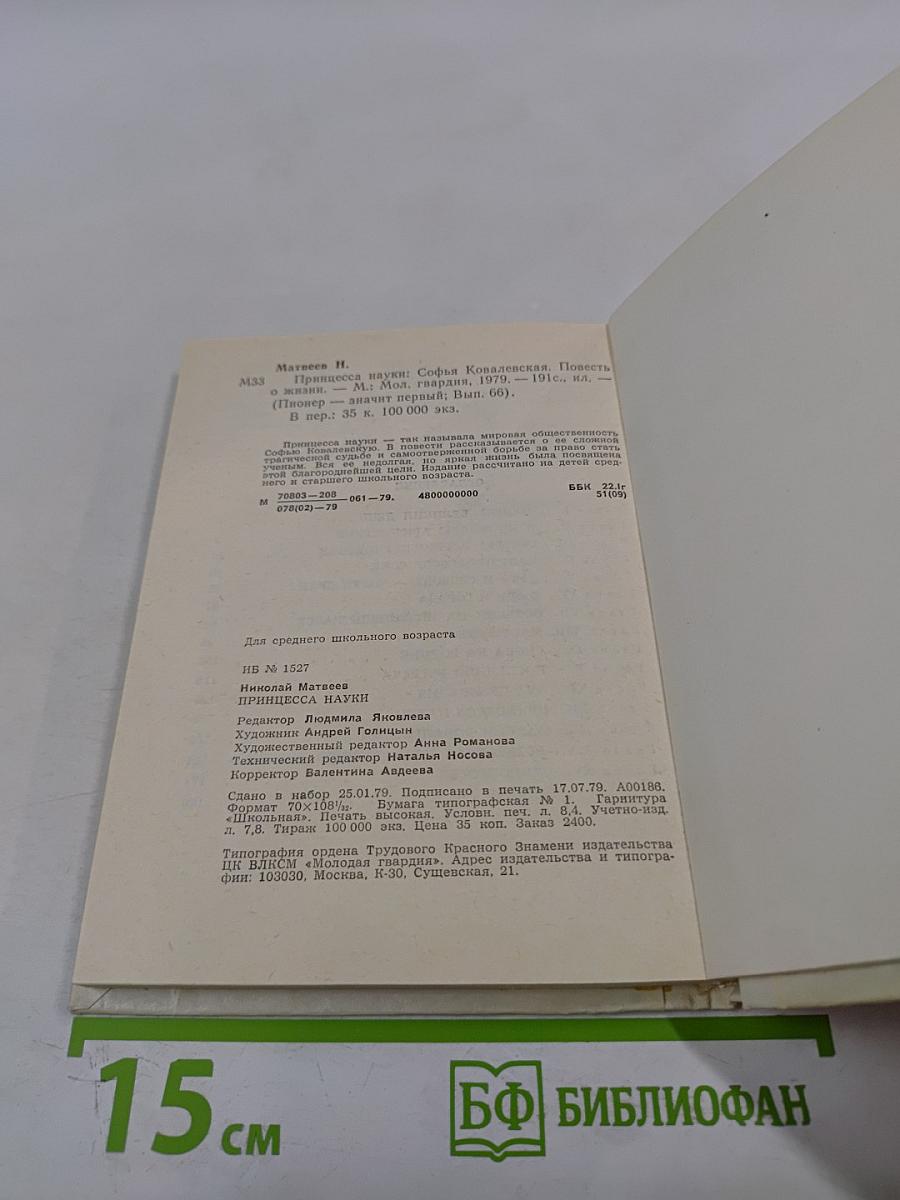 Матвеев Н.
М33 Принцесса науки: Софья Ковалевская. Повесть
о жизни. — М.: Мол. гвардия, 1979. — 191с., ил, —
(Пионер — значит первый; Вып. 66).
В пер.: 35 к. 100 000 экз.
Принцесса науки — так называла мировая общественность
Софью Ковалевскую. В повести рассказывается о ее сложной
трагической судьбе и самоотверженной борьбе за право стать
ученым. Вся ее недолгая, но яркая жизнь была посвящена
этой благороднейшей цели. Издание рассчитано на детей сред-
него и старшего школьного возраста.
М 70803—208 —061—79. 4800000000 ББК 22.1г
078(02)—79 51(09)
Для среднего школьного возраста
ИБ № 1527
Николай Матвеев
ПРИНЦЕССА НАУКИ
Редактор Людмила Яковлева
Художник Андрей Голицын
Художественный редактор Анна Романова
Технический редактор Наталья Носова
Корректор Валентина Авдеева
Сдано в набор 25.01.79. Подписано в печать 17.07.79. А00186.
Формат 70×108¹/₃₂. Бумага типографская № 1. Гарнитура
«Школьная». Печать высокая. Условн. печ. л. 8,4. Учетно-изд.
л. 7,8. Тираж 100 000 экз. Цена 35 коп. Заказ 2400.
Типография ордена Трудового Красного Знамени издательства
ЦК ВЛКСМ «Молодая гвардия». Адрес издательства и типогра-
фии: 103030, Москва, К-30, Сущевская, 21.
15 см
БФ БИБЛИОФАН